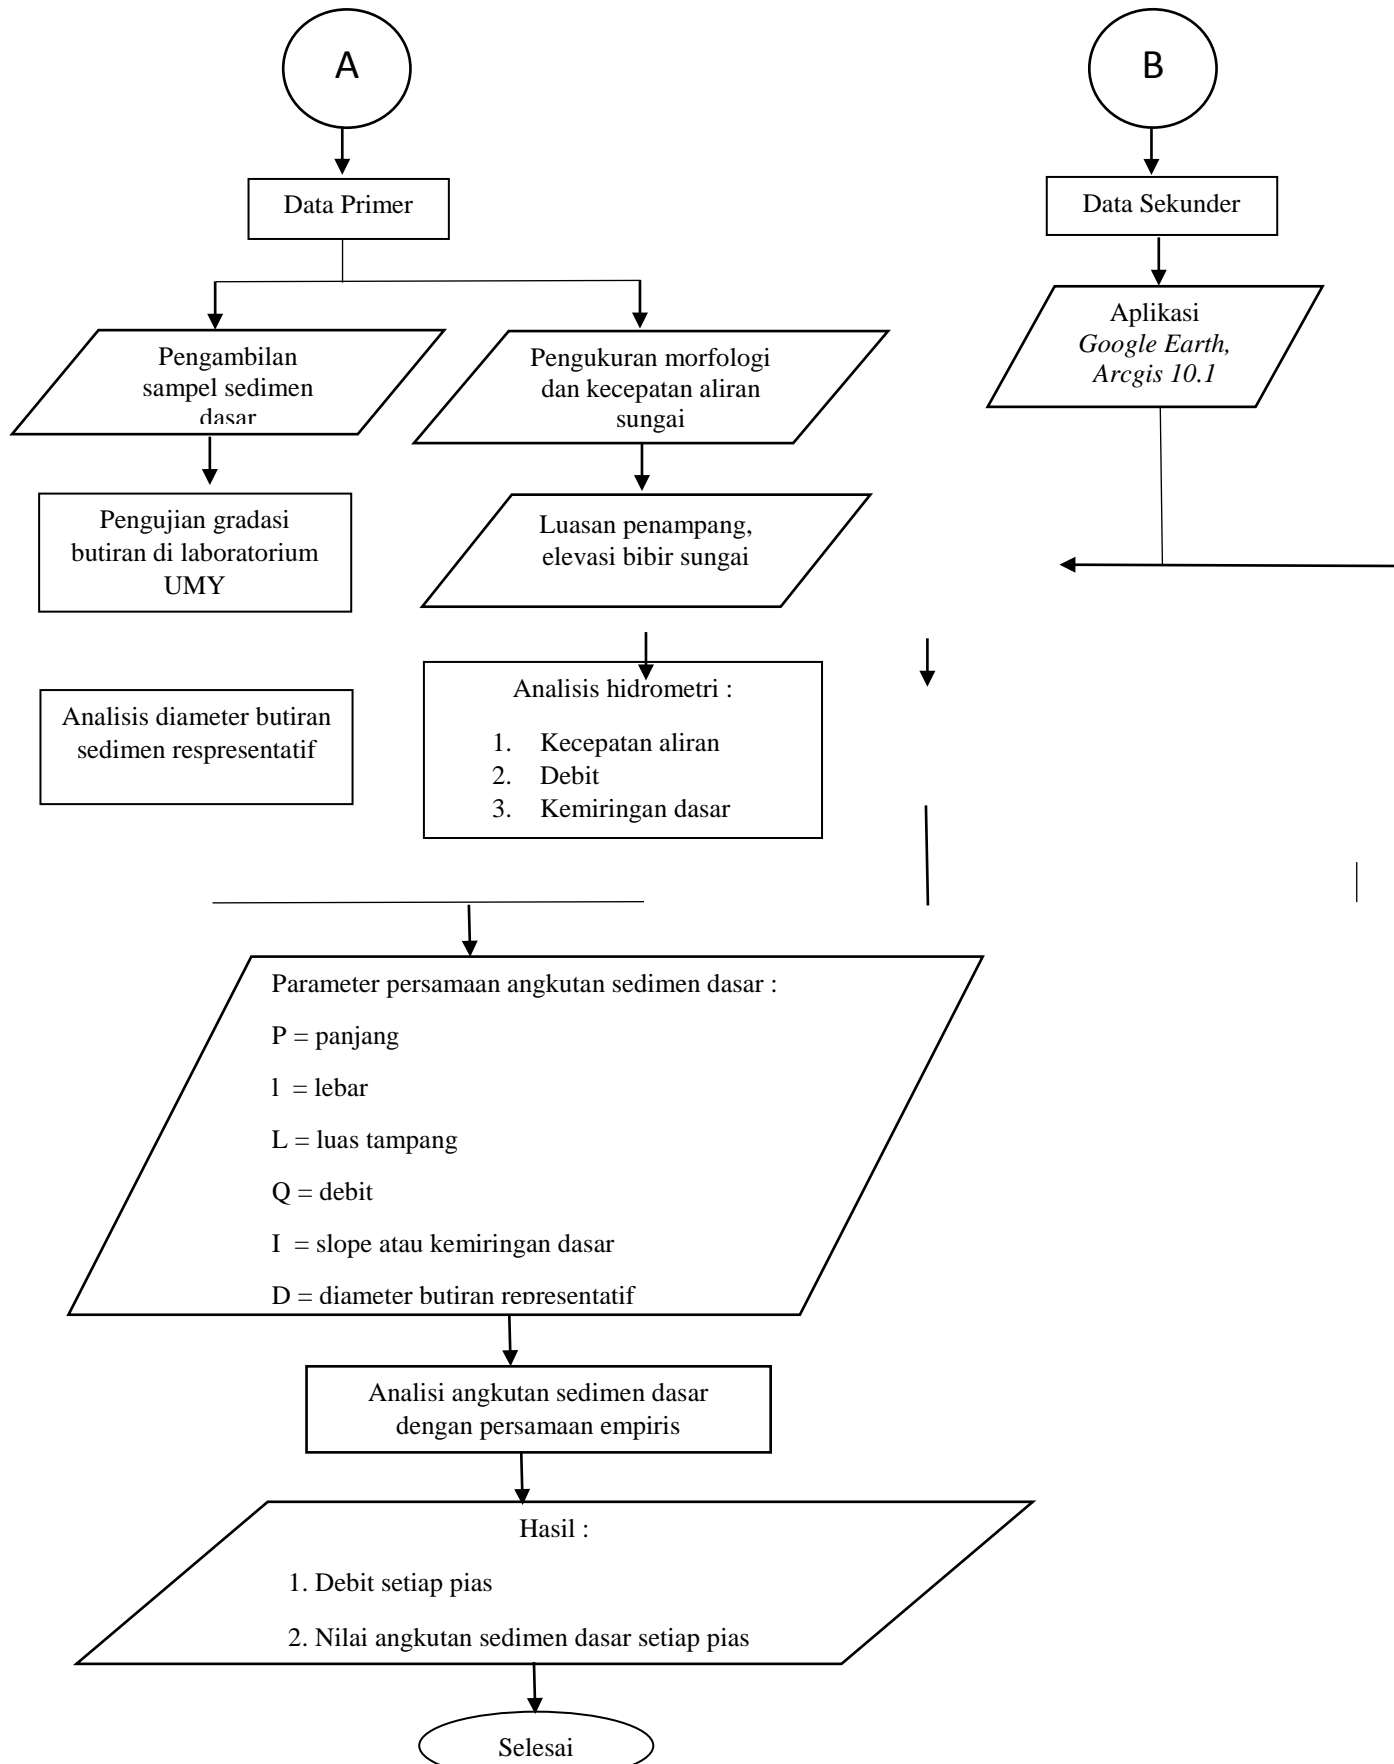 A
B
Data Primer
Data Sekunder
Pengambilan
sampel sedimen
dasar
Pengukuran morfologi
dan kecepatan aliran
sungai
Aplikasi
Google Earth,
Arcgis 10.1
Pengujian gradasi
butiran di laboratorium
UMY
Luasan penampang,
elevasi bibir sungai
Analisis diameter butiran
sedimen respresentatif
Analisis hidrometri :
1. Kecepatan aliran
2. Debit
3. Kemiringan dasar
Parameter persamaan angkutan sedimen dasar :
P = panjang
l = lebar
L = luas tampang
Q = debit
I = slope atau kemiringan dasar
D = diameter butiran representatif
Analisi angkutan sedimen dasar
dengan persamaan empiris
Hasil :
1. Debit setiap pias
2. Nilai angkutan sedimen dasar setiap pias
Selesai